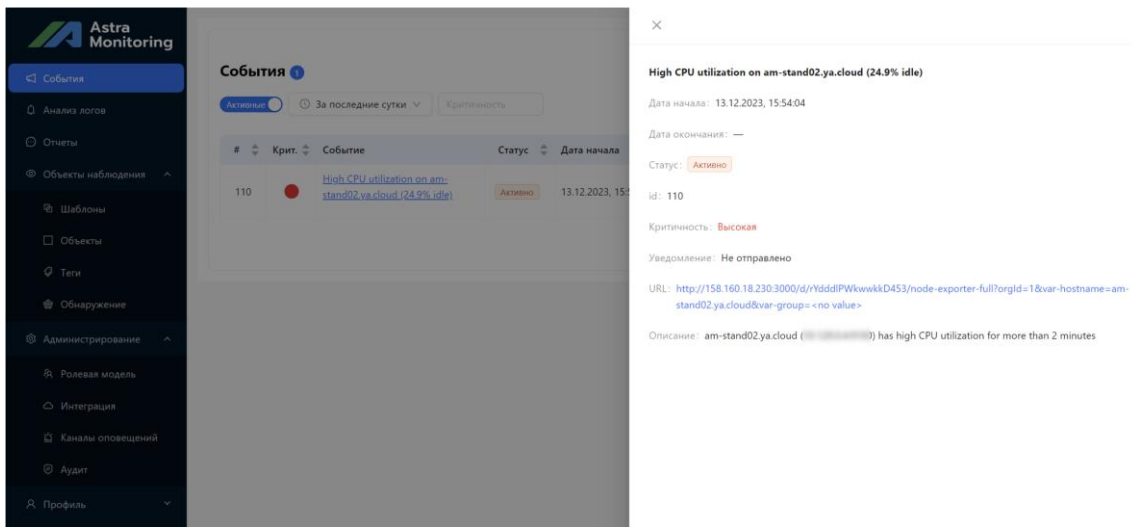 Astra
Monitoring
События
Анализ логов
Отчеты
Объекты наблюдения
Шаблоны
Объекты
Теги
Обнаружение
Администрирование
Ролевая модель
Интеграция
Каналы оповещений
Аудит
Профиль
События 1
Активные За последние сутки Критичность
# Крит. Событие Статус Дата начала
110 High CPU utilization on am- Активно 13.12.2023, 15:5
stand02.ya.cloud (24.9% idle)
High CPU utilization on am-stand02.ya.cloud (24.9% idle)
Дата начала: 13.12.2023, 15:54:04
Дата окончания: —
Статус: Активно
id: 110
Критичность: Высокая
Уведомление: Не отправлено
URL: http://158.160.18.230:3000/d/rYdddlPWkwwkkD453/node-exporter-full?orgId=1&var-hostname=am-
stand02.ya.cloud&var-group=<no value>
Описание: am-stand02.ya.cloud ( ) has high CPU utilization for more than 2 minutes